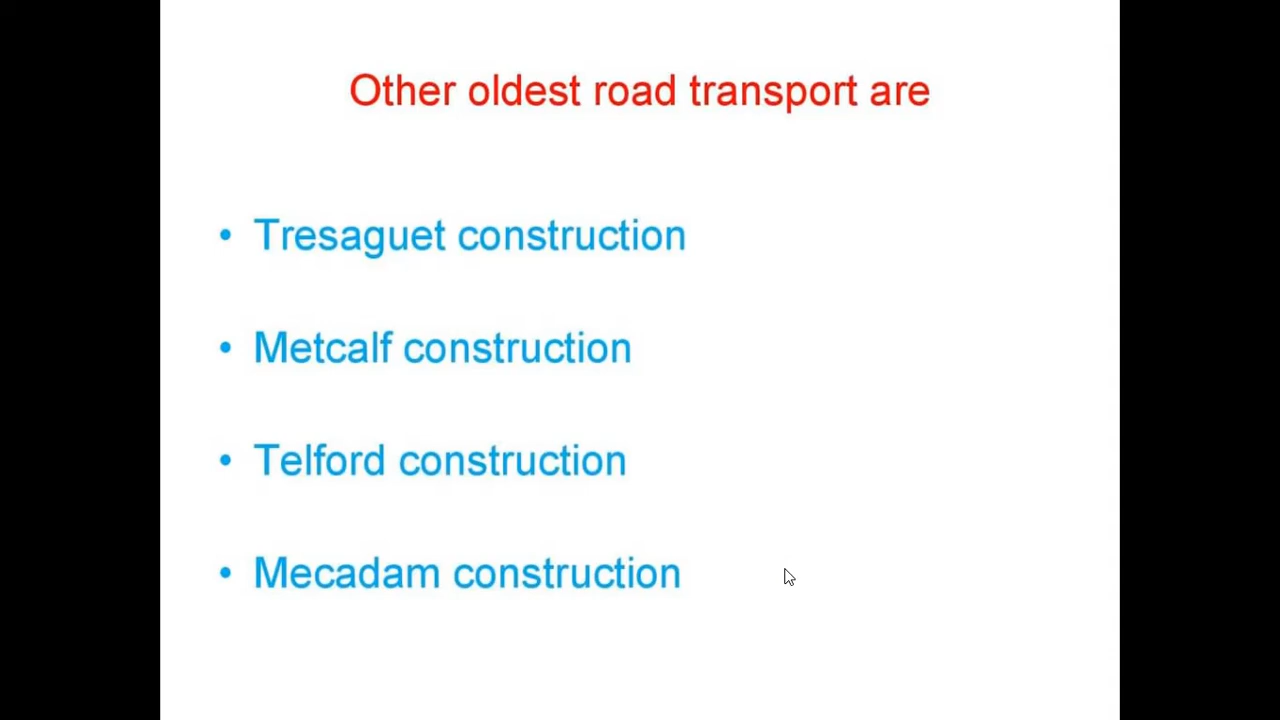 Other oldest road transport are
• Tresaguet construction
• Metcalf construction
• Telford construction
• Mecadam construction